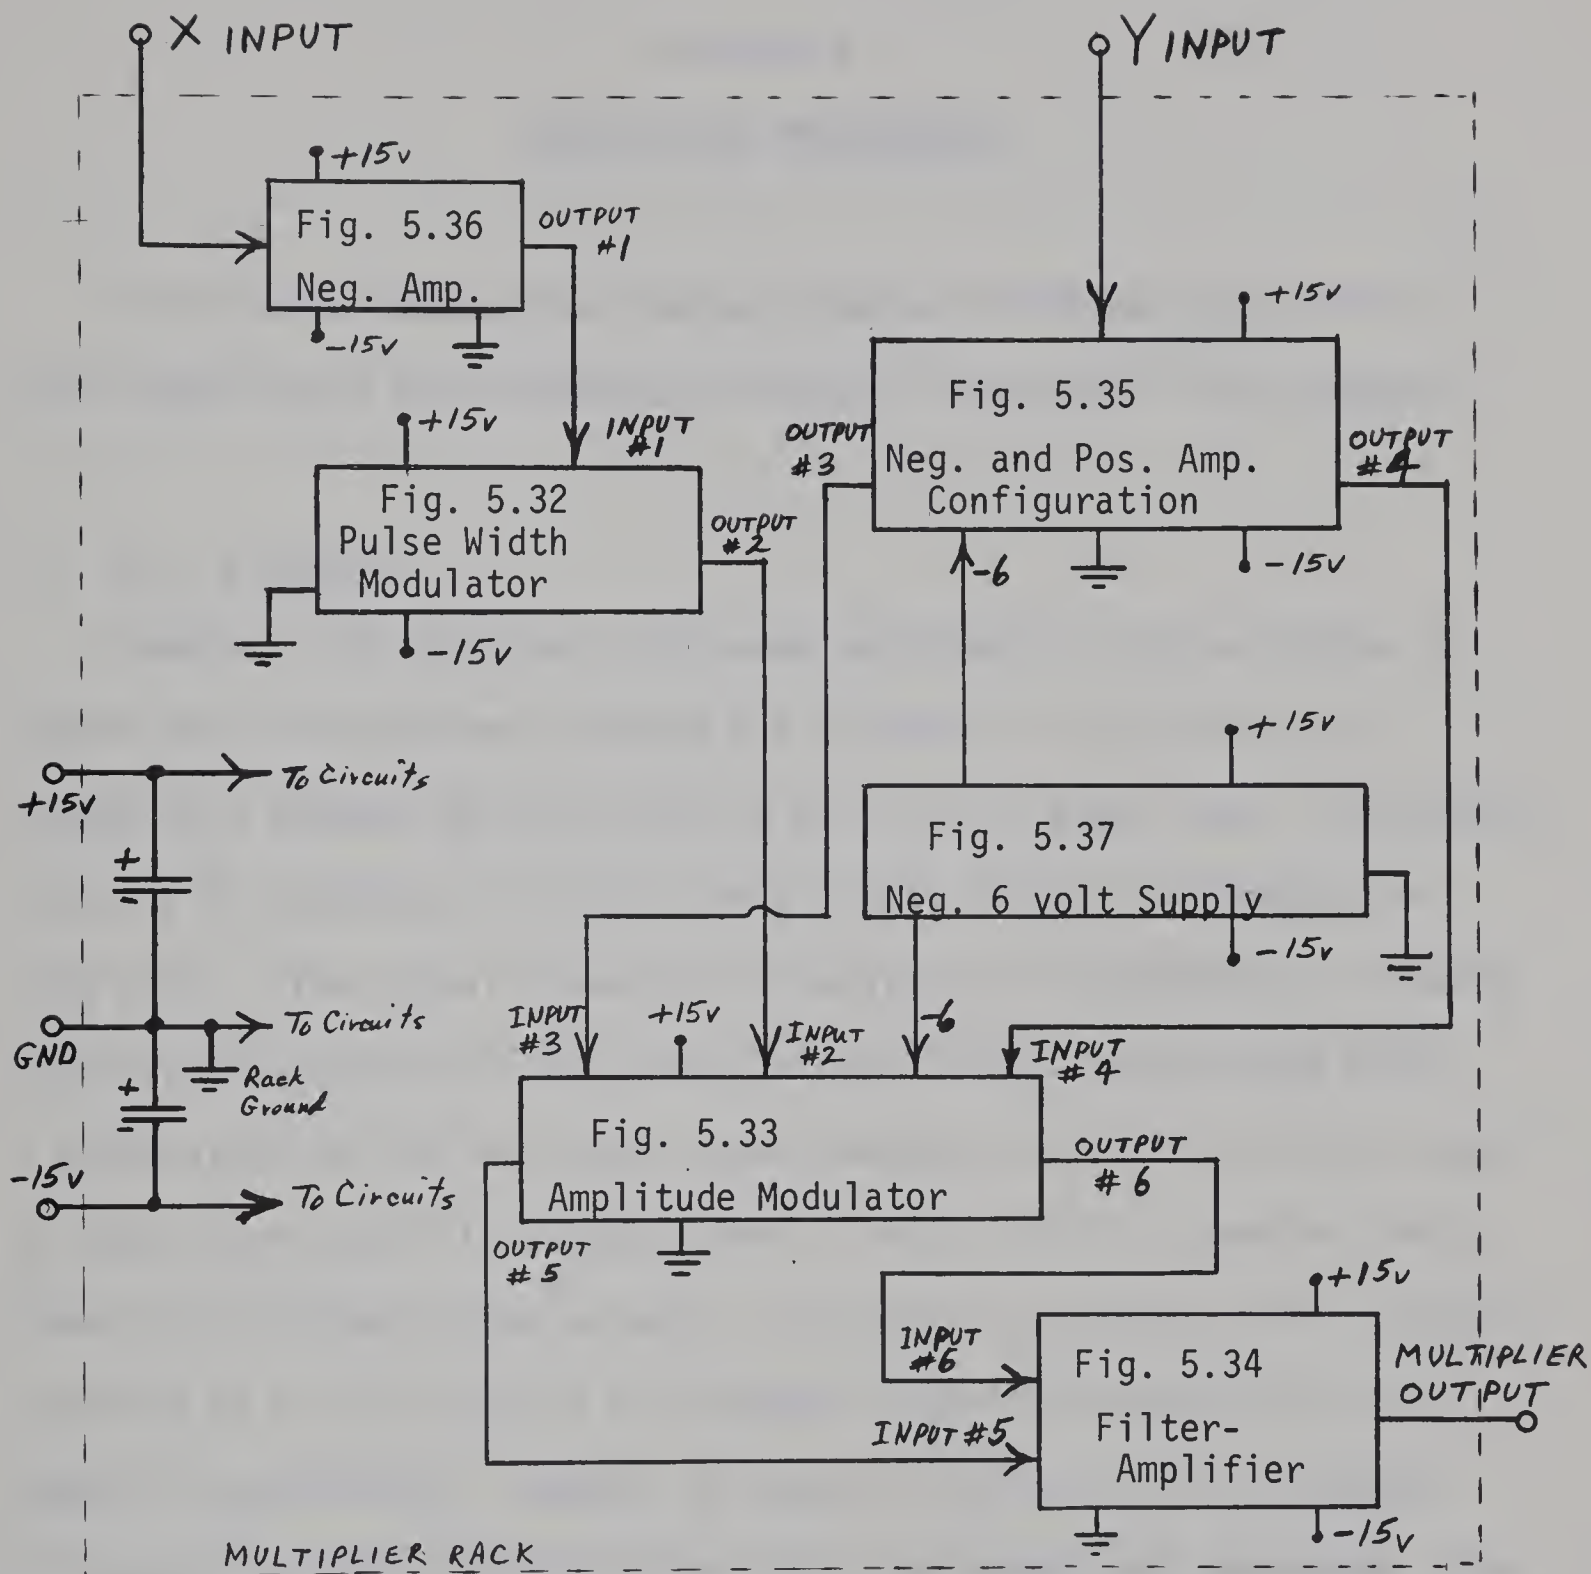 X INPUT
Y INPUT
+15v
Fig. 5.36
Neg. Amp.
-15v
OUTPUT
#1
+15v
INPUT
#1
Fig. 5.32
Pulse Width
Modulator
-15v
OUTPUT
#2
+15v
Fig. 5.35
Neg. and Pos. Amp.
Configuration
OUTPUT
#3
OUTPUT
#4
-6
-15v
+15v
Fig. 5.37
Neg. 6 volt Supply
-15v
+15v
To Circuits
+
-
GND
To Circuits
Rack
Ground
+
-
-15v
To Circuits
INPUT
#3
+15v
INPUT
#2
-6
INPUT
#4
Fig. 5.33
Amplitude Modulator
OUTPUT
#5
OUTPUT
#6
+15v
INPUT
#6
INPUT #5
Fig. 5.34
Filter-
Amplifier
MULTIPLIER
OUTPUT
-15v
MULTIPLIER RACK